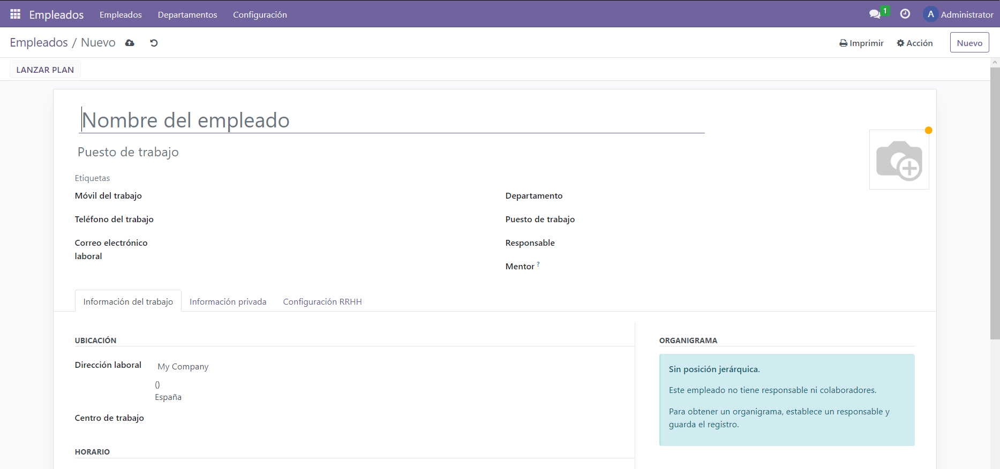 Empleados Empleados Departamentos Configuración 1 A Administrator
Empleados / Nuevo Imprimir Acción Nuevo
LANZAR PLAN
Nombre del empleado
Puesto de trabajo
Etiquetas
Móvil del trabajo Departamento
Teléfono del trabajo Puesto de trabajo
Correo electrónico Responsable
laboral
Mentor ?
Información del trabajo Información privada Configuración RRHH
UBICACIÓN
Dirección laboral My Company
()
España
Centro de trabajo
HORARIO
ORGANIGRAMA
Sin posición jerárquica.
Este empleado no tiene responsable ni colaboradores.
Para obtener un organigrama, establece un responsable y
guarda el registro.